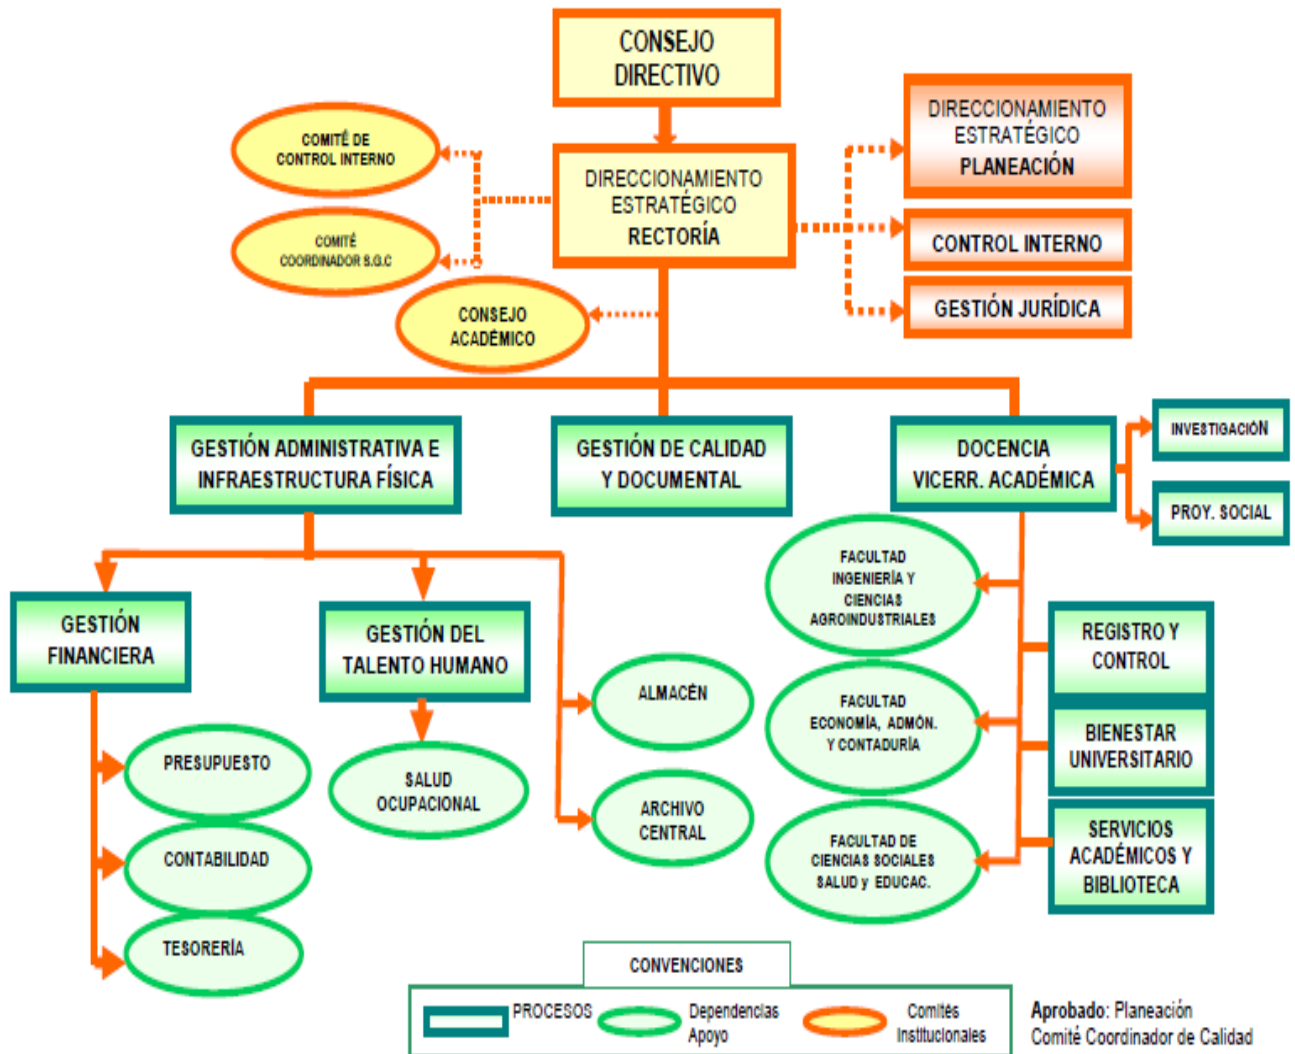 CONSEJO
DIRECTIVO
COMITÉ DE
CONTROL INTERNO
DIRECCIONAMIENTO
ESTRATÉGICO
RECTORÍA
DIRECCIONAMIENTO
ESTRATÉGICO
PLANEACIÓN
COMITÉ
COORDINADOR S.G.C
CONTROL INTERNO
CONSEJO
ACADÉMICO
GESTIÓN JURÍDICA
GESTIÓN ADMINISTRATIVA E
INFRAESTRUCTURA FÍSICA
GESTIÓN DE CALIDAD
Y DOCUMENTAL
DOCENCIA
VICERR. ACADÉMICA
INVESTIGACIÓN
PROY. SOCIAL
GESTIÓN
FINANCIERA
GESTIÓN DEL
TALENTO HUMANO
FACULTAD
INGENIERÍA Y
CIENCIAS
AGROINDUSTRIALES
REGISTRO Y
CONTROL
ALMACÉN
FACULTAD
ECONOMÍA, ADMÓN.
Y CONTADURÍA
BIENESTAR
UNIVERSITARIO
PRESUPUESTO
SALUD
OCUPACIONAL
ARCHIVO
CENTRAL
SERVICIOS
ACADÉMICOS Y
BIBLIOTECA
CONTABILIDAD
FACULTAD DE
CIENCIAS SOCIALES
SALUD y EDUCAC.
TESORERÍA
CONVENCIONES
PROCESOS
Dependencias
Apoyo
Comités
Institucionales
Aprobado: Planeación
Comité Coordinador de Calidad